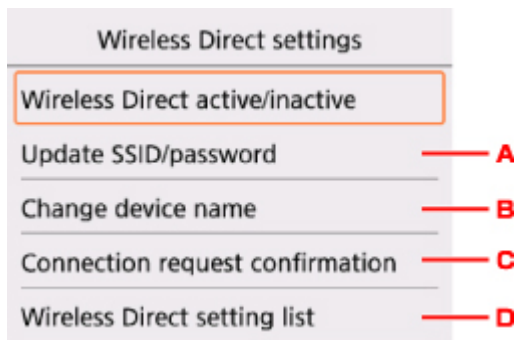 Wireless Direct settings
Wireless Direct active/inactive
Update SSID/password A
Change device name B
Connection request confirmation C
Wireless Direct setting list D